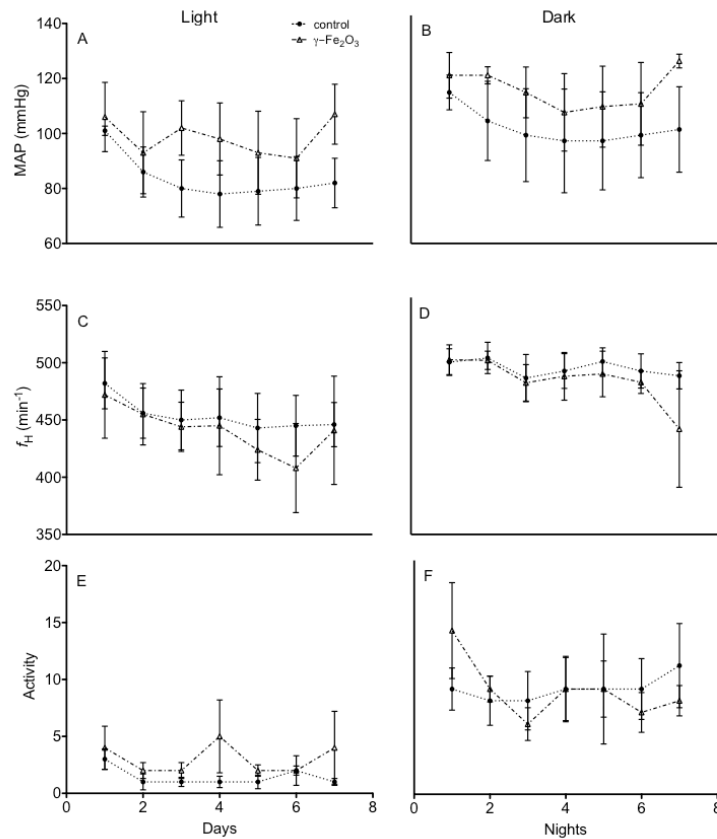 Light
Dark
A
control
γ–Fe₂O₃
B
MAP (mmHg)
140
120
100
80
60
C
D
fH (min⁻¹)
550
500
450
400
350
E
F
Activity
20
15
10
5
0
0 2 4 6 8
Days
0 2 4 6 8
Nights